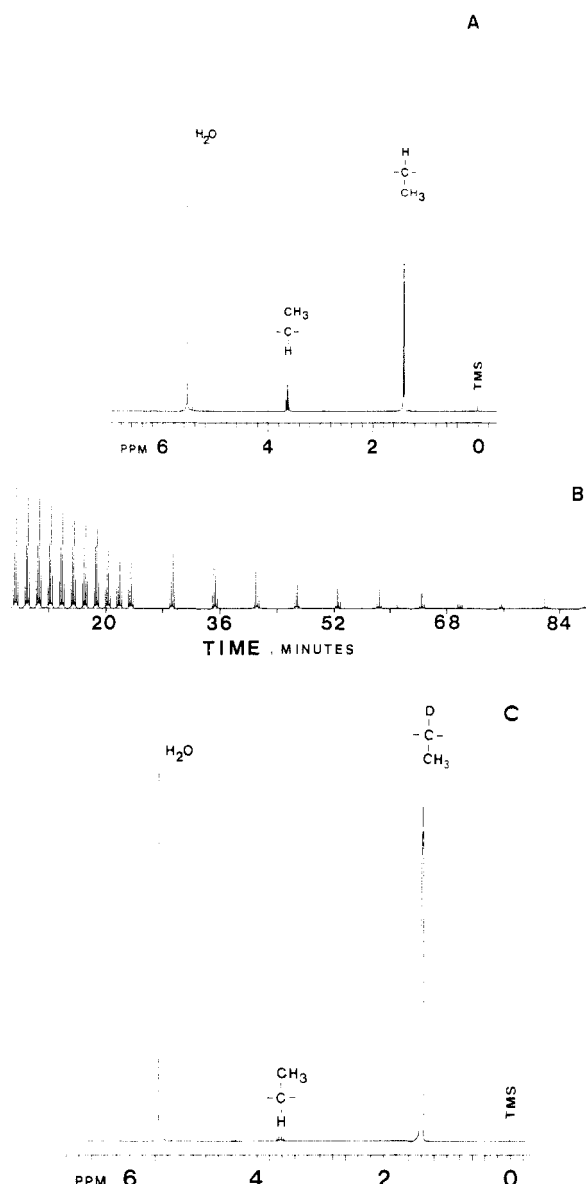 A
H₂O
H
-C-
CH₃
CH₃
-C-
H
TMS
PPM 6 4 2 0
B
20 36 52 68 84
TIME , MINUTES
C
D
-C-
CH₃
H₂O
CH₃
-C-
H
TMS
PPM 6 4 2 0